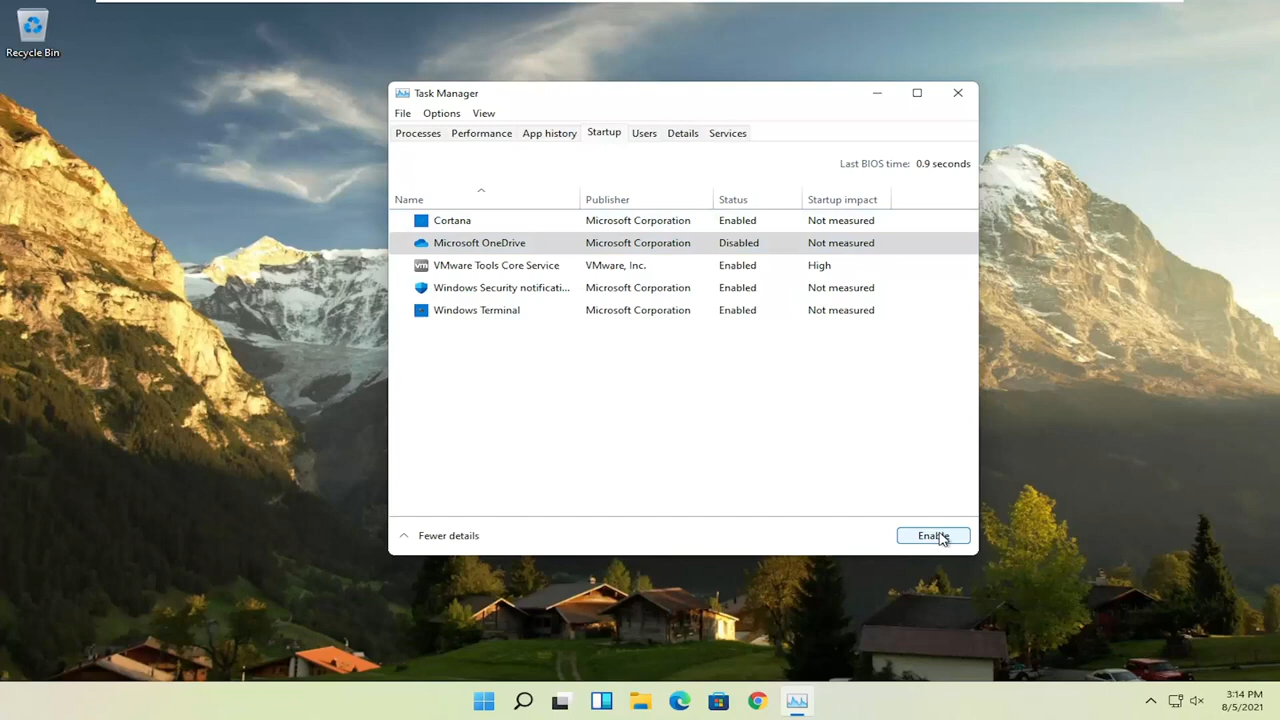 Recycle Bin
Task Manager
File Options View
Processes Performance App history Startup Users Details Services
Last BIOS time: 0.9 seconds
Name Publisher Status Startup impact
Cortana Microsoft Corporation Enabled Not measured
Microsoft OneDrive Microsoft Corporation Disabled Not measured
vm VMware Tools Core Service VMware, Inc. Enabled High
Windows Security notificati... Microsoft Corporation Enabled Not measured
Windows Terminal Microsoft Corporation Enabled Not measured
Fewer details Enable
3:14 PM
8/5/2021